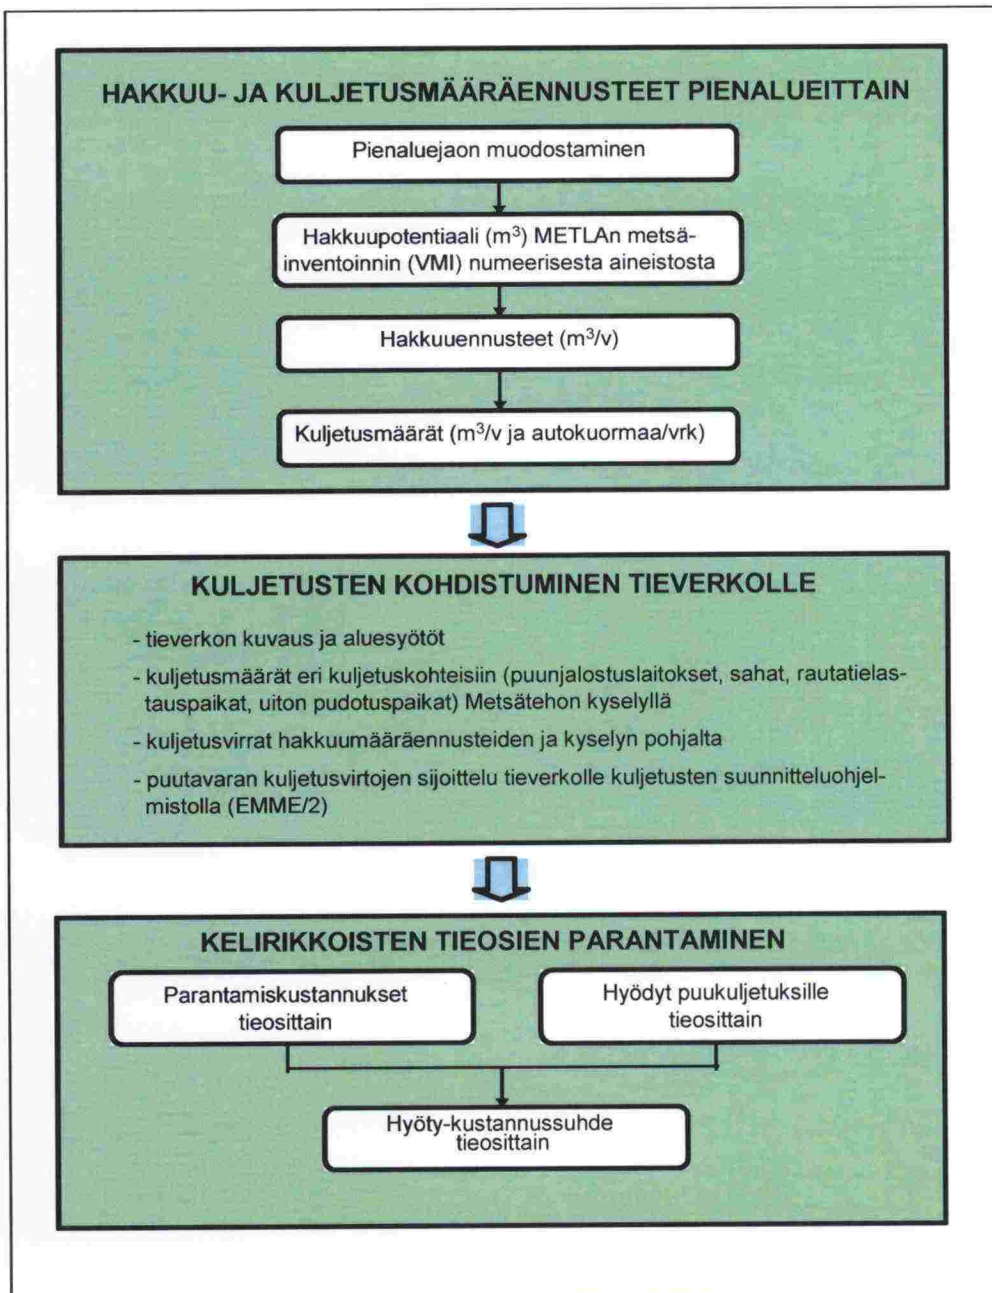 HAKKUU- JA KULJETUSMÄÄRÄENNUSTEET PIENALUEITTAIN
Pienaluejaon muodostaminen
Hakkuupotentiaali (m³) METLAn metsä-
inventoinnin (VMI) numeerisesta aineistosta
Hakkuuennusteet (m³/v)
Kuljetusmäärät (m³/v ja autokuormaa/vrk)
KULJETUSTEN KOHDISTUMINEN TIEVERKOLLE
- tieverkon kuvaus ja aluesyötöt
- kuljetusmäärät eri kuljetuskohteisiin (puunjalostuslaitokset, sahat, rautatielas-
tauspaikat, uiton pudotuspaikat) Metsätehon kyselyllä
- kuljetusvirrat hakkuumääräennusteiden ja kyselyn pohjalta
- puutavaran kuljetusvirtojen sijoittelu tieverkolle kuljetusten suunnitteluohjel-
mistolla (EMME/2)
KELIRIKKOISTEN TIEOSIEN PARANTAMINEN
Parantamiskustannukset
tieosittain
Hyödyt puukuljetuksille
tieosittain
Hyöty-kustannussuhde
tieosittain